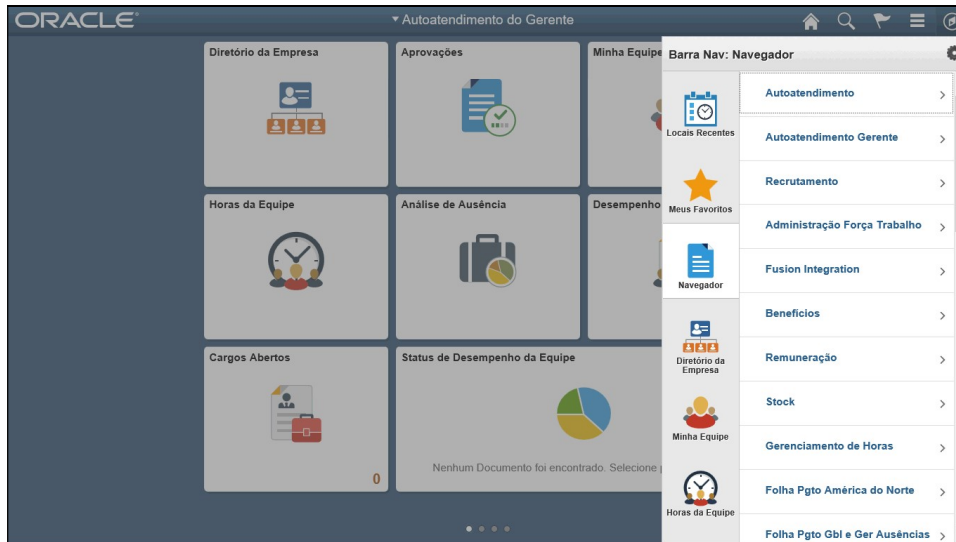 ORACLE
Autoatendimento do Gerente
Diretório da Empresa
Aprovações
Minha Equipe
Horas da Equipe
Análise de Ausência
Desempenho
Cargos Abertos
0
Status de Desempenho da Equipe
Nenhum Documento foi encontrado. Selecione
Barra Nav: Navegador
Locais Recentes
Meus Favoritos
Navegador
Diretório da
Empresa
Minha Equipe
Horas da Equipe
Autoatendimento
Autoatendimento Gerente
Recrutamento
Administração Força Trabalho
Fusion Integration
Benefícios
Remuneração
Stock
Gerenciamento de Horas
Folha Pgto América do Norte
Folha Pgto Gbl e Ger Ausências